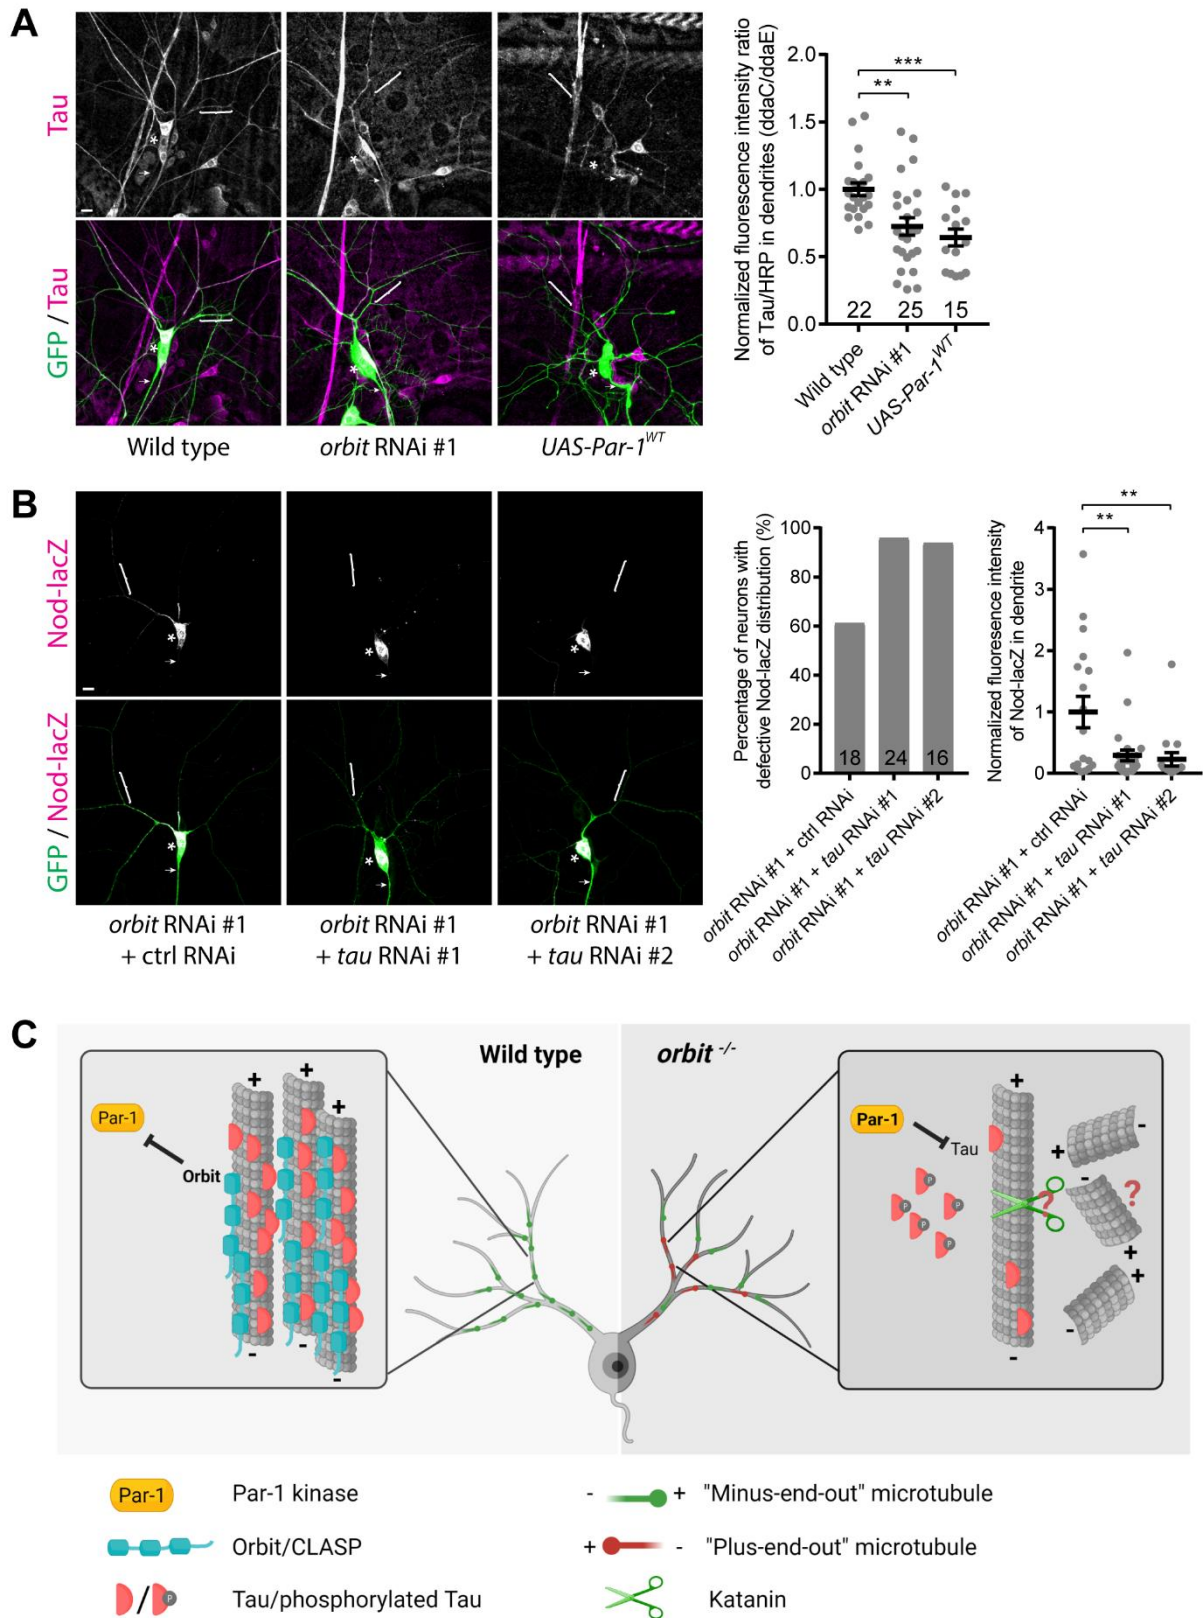 A
Tau
GFP / Tau
Wild type
orbit RNAi #1
UAS-Par-1WT
Normalized fluorescence intensity ratio
of Tau/HRP in dendrites (ddaC/ddaE)
2.0
1.5
1.0
0.5
0.0
***
**
22
25
15
Wild type
orbit RNAi #1
UAS-Par-1WT
B
Nod-lacZ
GFP / Nod-lacZ
orbit RNAi #1
+ ctrl RNAi
orbit RNAi #1
+ tau RNAi #1
orbit RNAi #1
+ tau RNAi #2
Percentage of neurons with
defective Nod-lacZ distribution (%)
100
80
60
40
20
0
18
24
16
orbit RNAi #1 + ctrl RNAi
orbit RNAi #1 + tau RNAi #1
orbit RNAi #1 + tau RNAi #2
Normalized fluoresence intensity
of Nod-lacZ in dendrite
4
3
2
1
0
**
**
orbit RNAi #1 + ctrl RNAi
orbit RNAi #1 + tau RNAi #1
orbit RNAi #1 + tau RNAi #2
C
Wild type
orbit -/-
Par-1
Orbit
+
+
+
-
-
-
Par-1
Tau
P
P
P
P
P
+
-
?
?
-
+
-
+
+
-
Par-1
Par-1 kinase
- + "Minus-end-out" microtubule
Orbit/CLASP
+ - "Plus-end-out" microtubule
/ P
Tau/phosphorylated Tau
Katanin